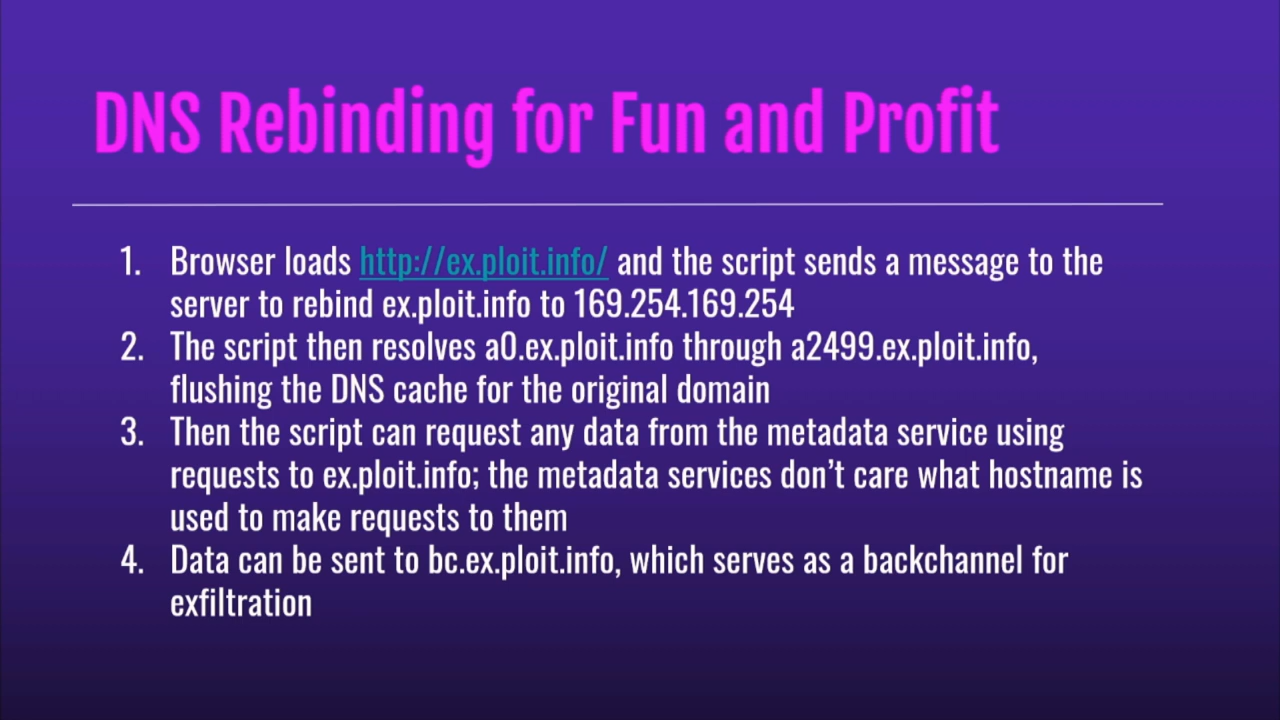 DNS Rebinding for Fun and Profit
1. Browser loads http://ex.ploit.info/ and the script sends a message to the
server to rebind ex.ploit.info to 169.254.169.254
2. The script then resolves a0.ex.ploit.info through a2499.ex.ploit.info,
flushing the DNS cache for the original domain
3. Then the script can request any data from the metadata service using
requests to ex.ploit.info; the metadata services don’t care what hostname is
used to make requests to them
4. Data can be sent to bc.ex.ploit.info, which serves as a backchannel for
exfiltration